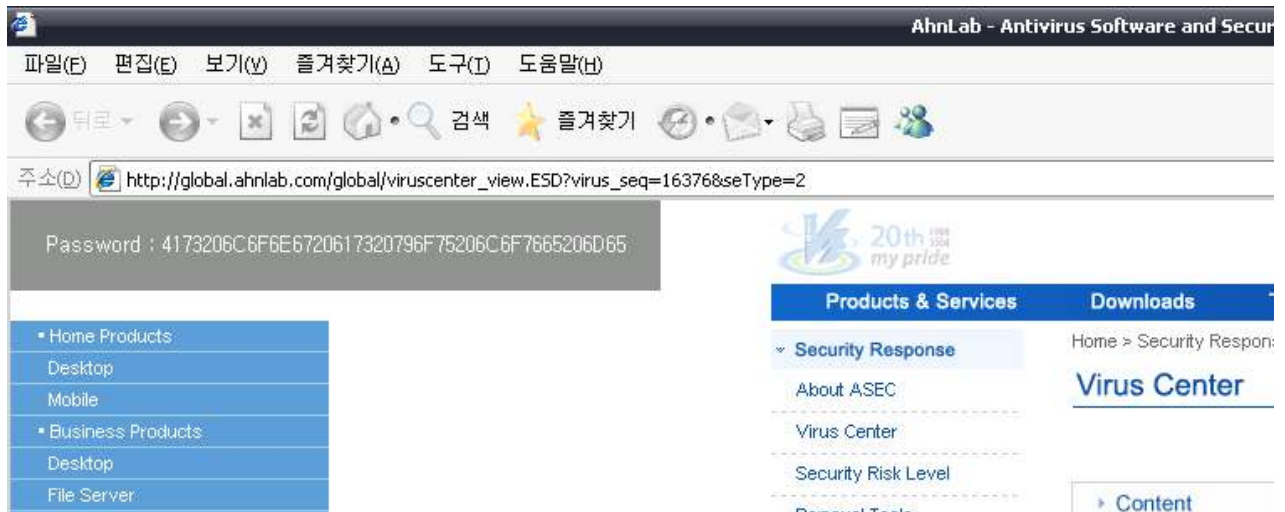 AhnLab - Antivirus Software and Secur
파일(F) 편집(E) 보기(V) 즐겨찾기(A) 도구(T) 도움말(H)
뒤로 검색 즐겨찾기
주소(D) http://global.ahnlab.com/global/viruscenter_view.ESD?virus_seq=16376&seType=2
Password : 4173206C6F6E6720617320796F75206C6F7665206D65
20th
my pride
Products & Services Downloads
Home Products
Desktop
Mobile
Business Products
Desktop
File Server
Security Response
About ASEC
Virus Center
Security Risk Level
Removal Tools
Home > Security Respons
Virus Center
Content